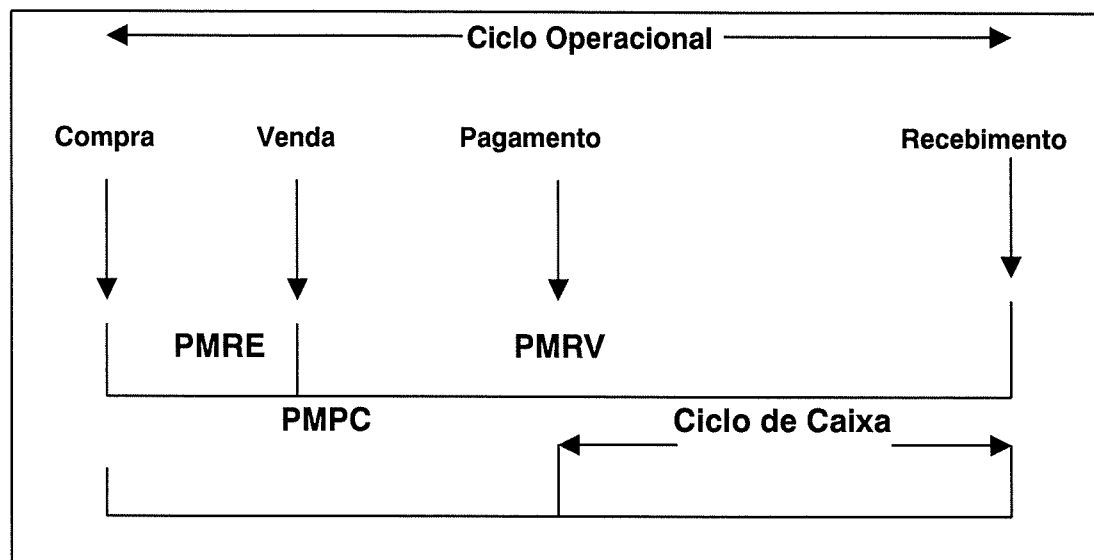 Ciclo Operacional
Compra Venda Pagamento Recebimento
PMRE PMRV
PMPC Ciclo de Caixa